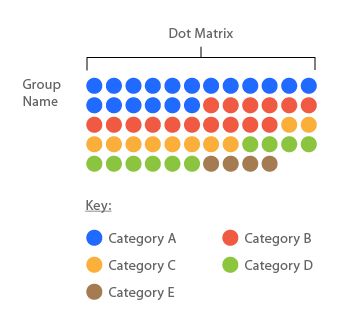 Dot Matrix
Group
Name
Key:
Category A
Category B
Category C
Category D
Category E